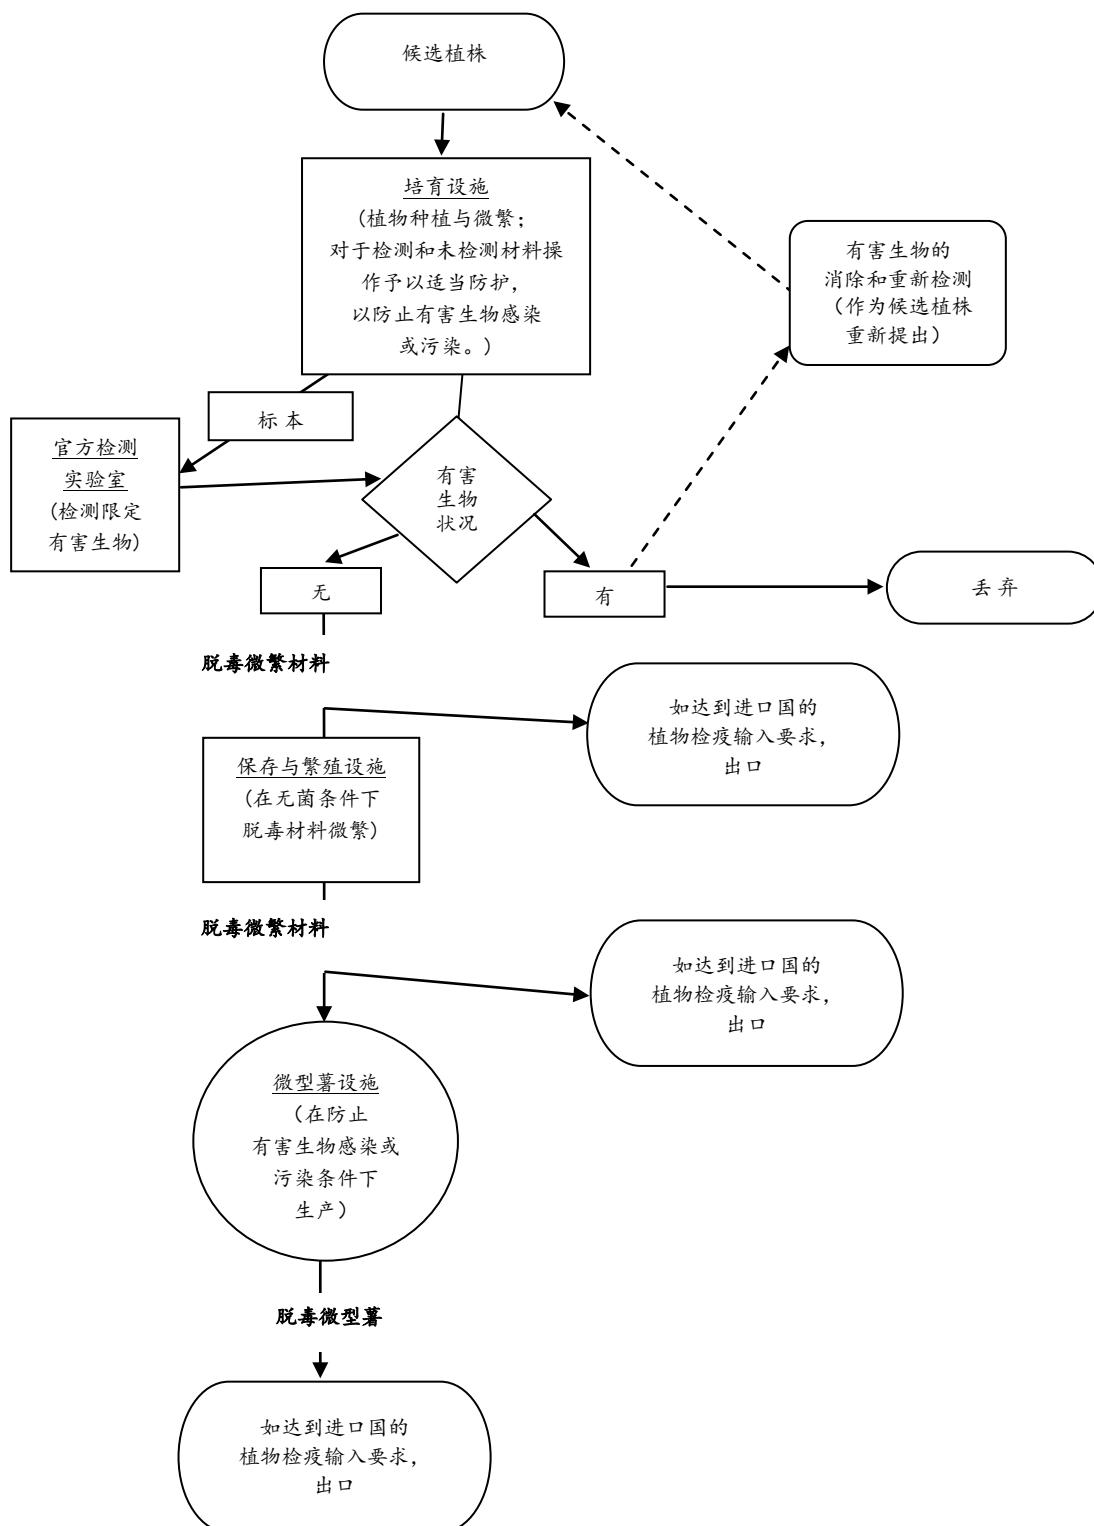 候选植株
培育设施
(植物种植与微繁；
对于检测和未检测材料操
作予以适当防护，
以防止有害生物感染
或污染。)
有害生物的
消除和重新检测
（作为候选植株
重新提出）
标本
官方检测
实验室
(检测限定
有害生物)
有害
生物
状况
无
有
丢弃
脱毒微繁材料
如达到进口国的
植物检疫输入要求，
出口
保存与繁殖设施
(在无菌条件下
脱毒材料微繁)
脱毒微繁材料
如达到进口国的
植物检疫输入要求，
出口
微型薯设施
（在防止
有害生物感染或
污染条件下
生产）
脱毒微型薯
如达到进口国的
植物检疫输入要求，
出口